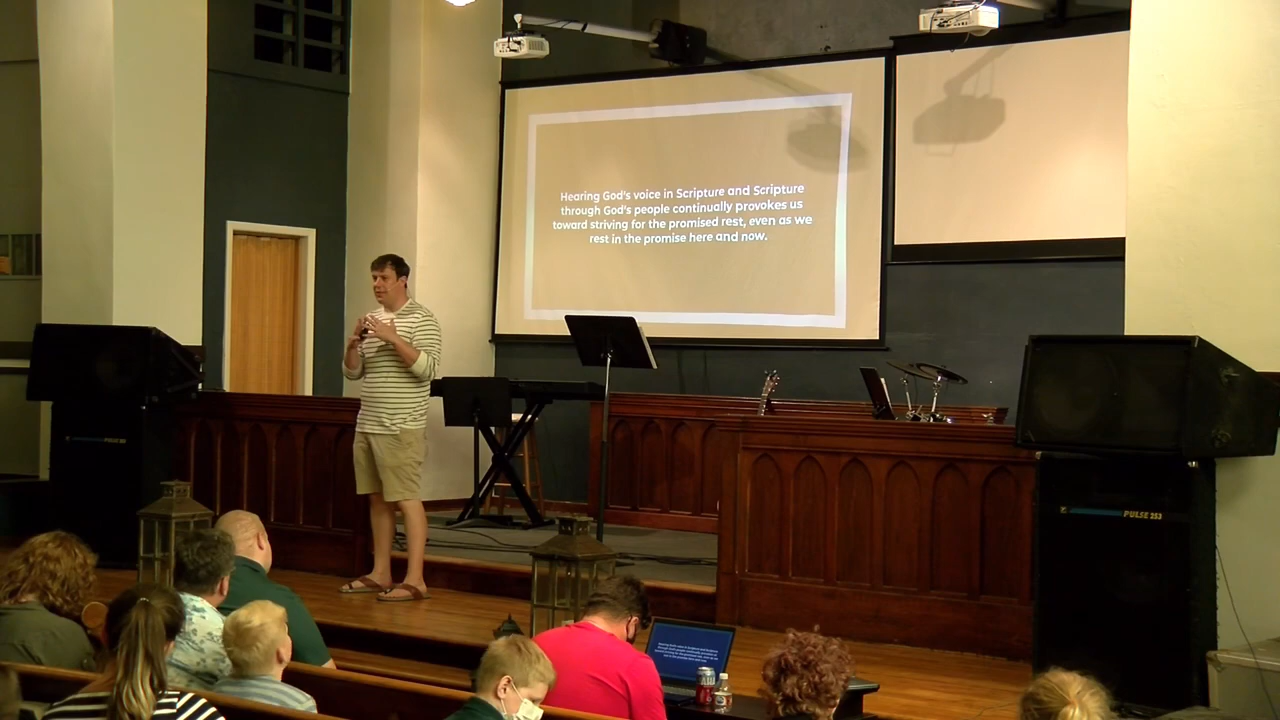 Hearing God's voice in Scripture and Scripture
through God's people continually provokes us
toward striving for the promised rest, even as we
rest in the promise here and now.
PULSE 253